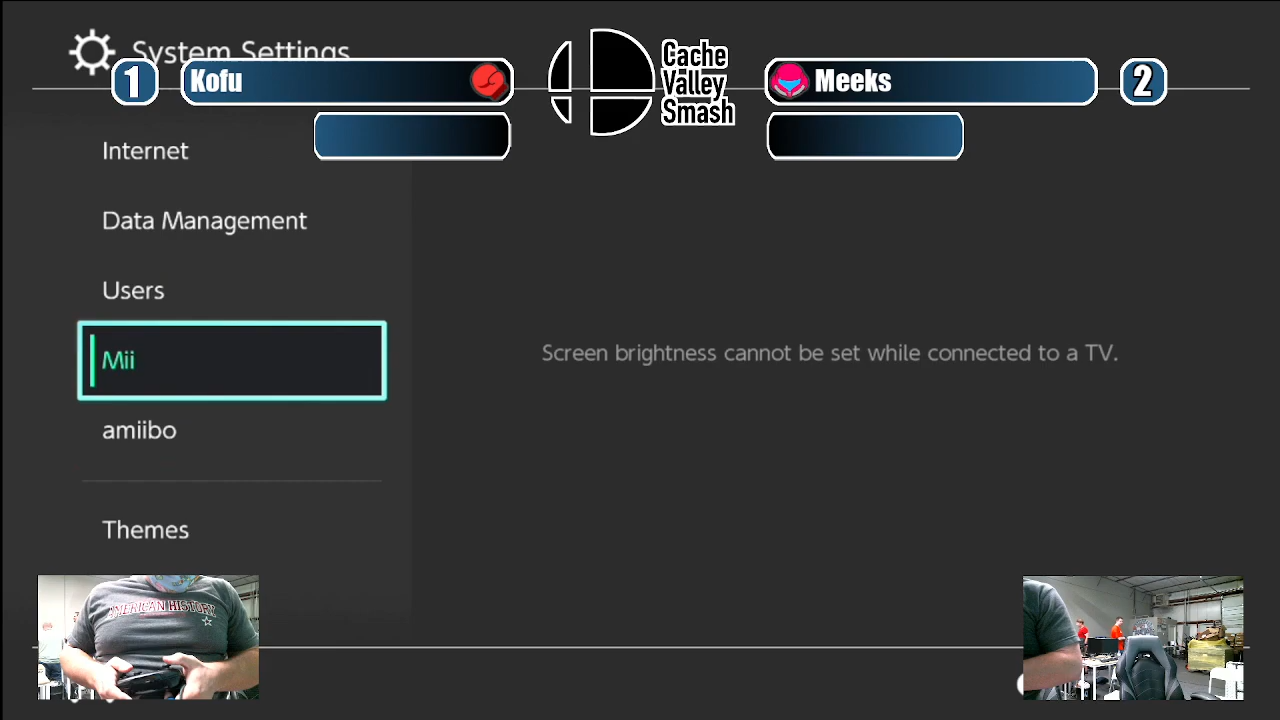 System Settings
1
Kofu
Cache
Valley
Smash
Meeks
2
Internet
Data Management
Users
Mii
amiibo
Themes
Screen brightness cannot be set while connected to a TV.
AMERICAN HISTORY